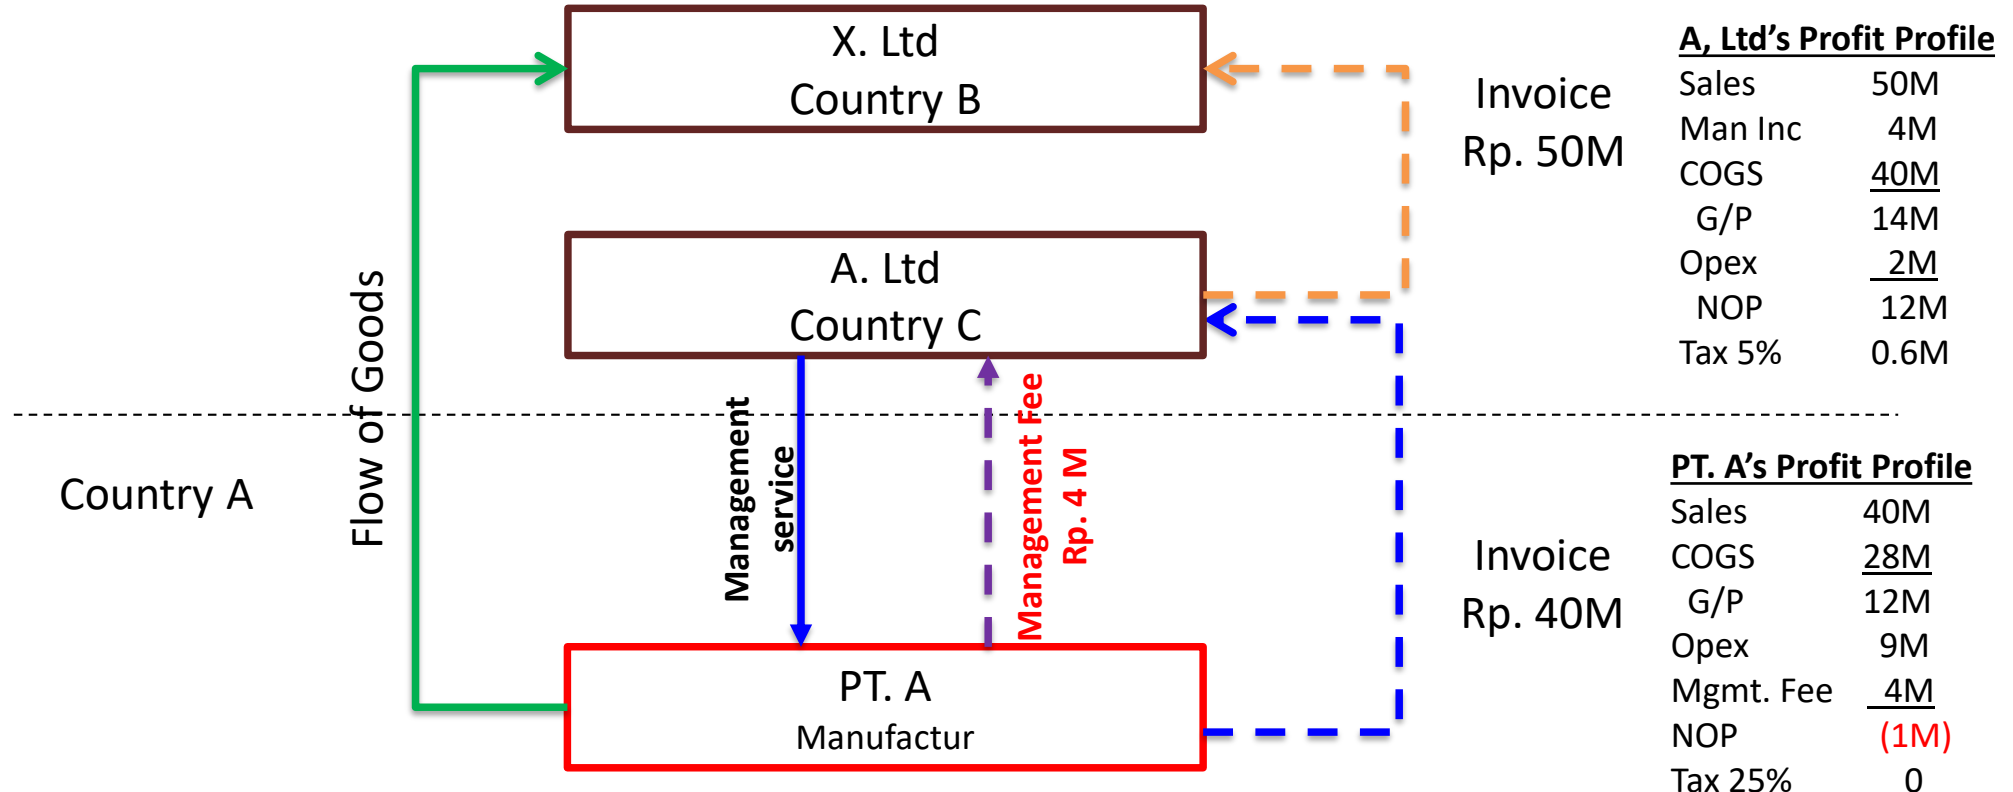 X. Ltd
Country B
A. Ltd
Country C
Flow of Goods
Management
service
Management Fee
Rp. 4 M
Country A
PT. A
Manufactur
Invoice
Rp. 50M
Invoice
Rp. 40M
A, Ltd’s Profit Profile
Sales 50M
Man Inc 4M
COGS 40M
G/P 14M
Opex 2M
NOP 12M
Tax 5% 0.6M
PT. A’s Profit Profile
Sales 40M
COGS 28M
G/P 12M
Opex 9M
Mgmt. Fee 4M
NOP (1M)
Tax 25% 0